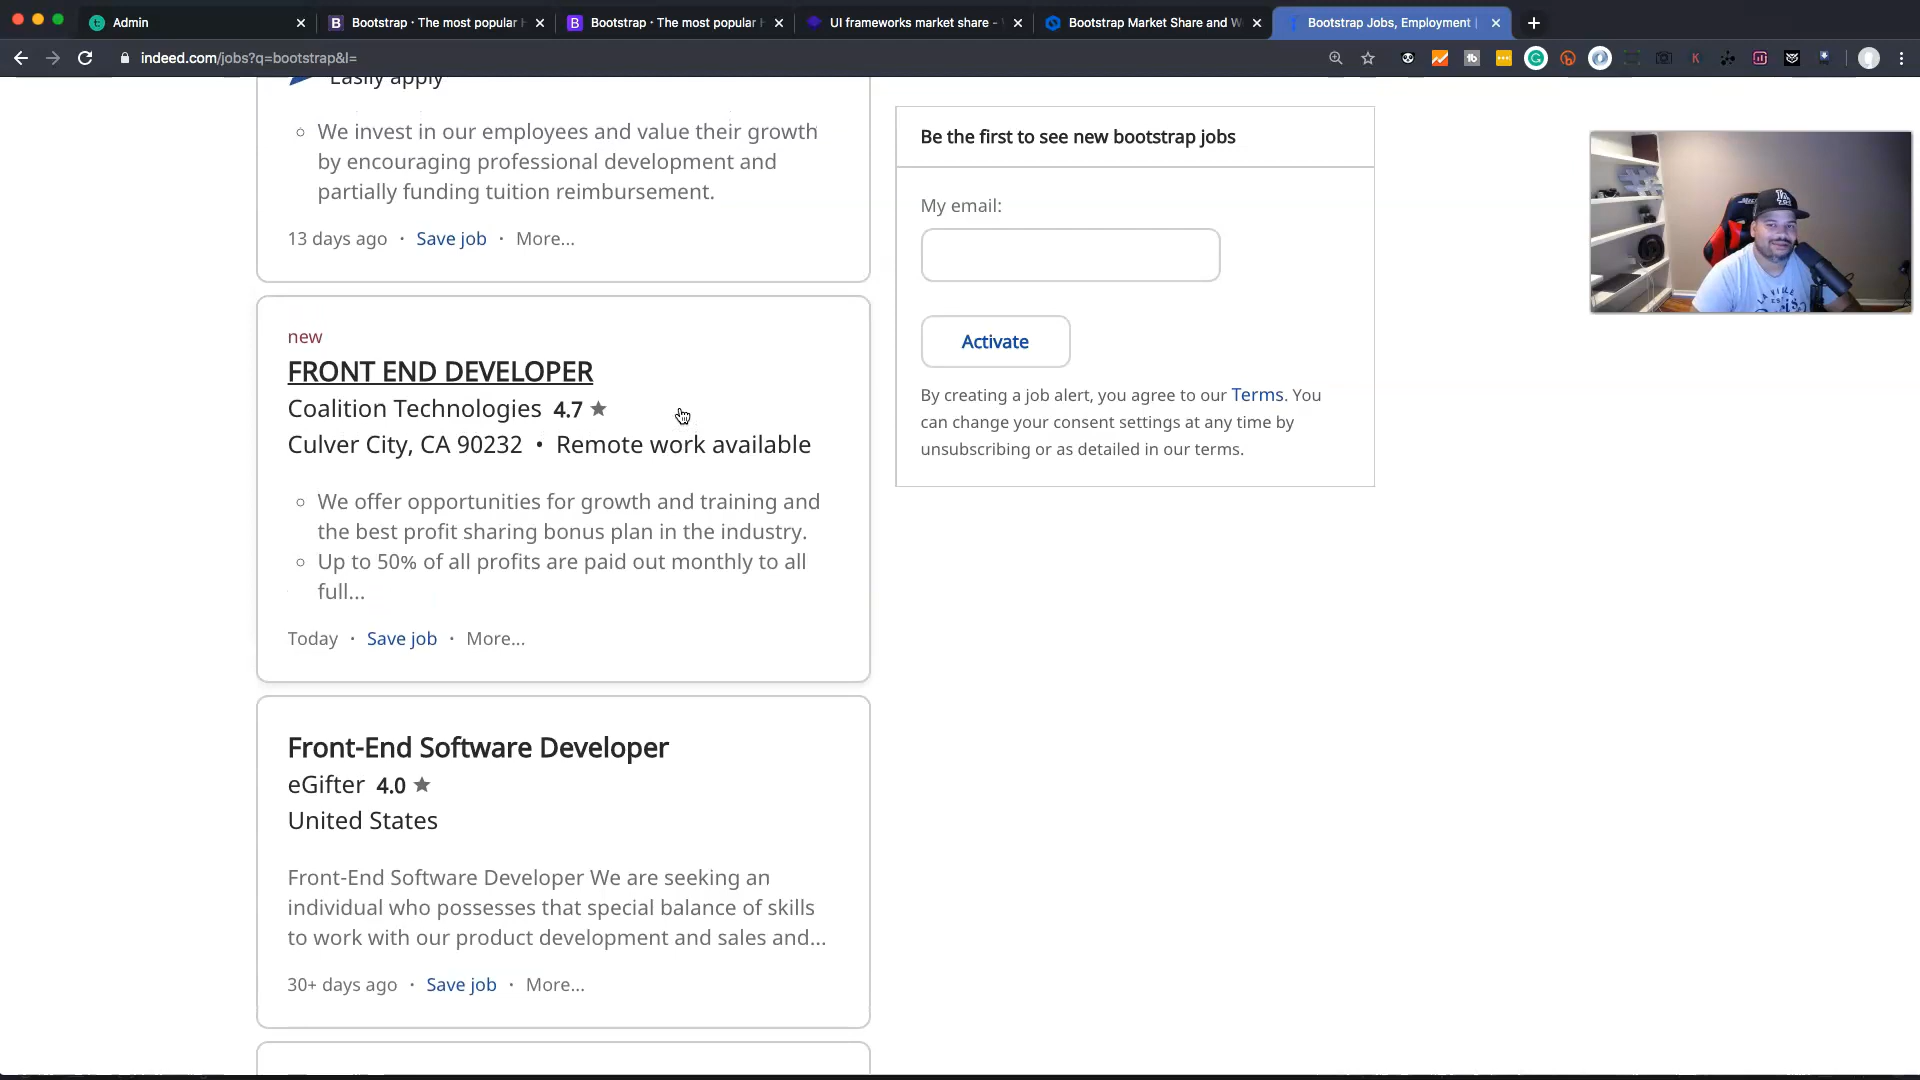 Admin
Bootstrap · The most popular H
Bootstrap · The most popular H
UI frameworks market share -
Bootstrap Market Share and W
Bootstrap Jobs, Employment |
indeed.com/jobs?q=bootstrap&l=
Easily apply
We invest in our employees and value their growth
by encouraging professional development and
partially funding tuition reimbursement.
13 days ago · Save job · More...
new
FRONT END DEVELOPER
Coalition Technologies 4.7
Culver City, CA 90232 • Remote work available
We offer opportunities for growth and training and
the best profit sharing bonus plan in the industry.
Up to 50% of all profits are paid out monthly to all
full...
Today · Save job · More...
Front-End Software Developer
eGifter 4.0
United States
Front-End Software Developer We are seeking an
individual who possesses that special balance of skills
to work with our product development and sales and...
30+ days ago · Save job · More...
Be the first to see new bootstrap jobs
My email:
Activate
By creating a job alert, you agree to our Terms. You
can change your consent settings at any time by
unsubscribing or as detailed in our terms.